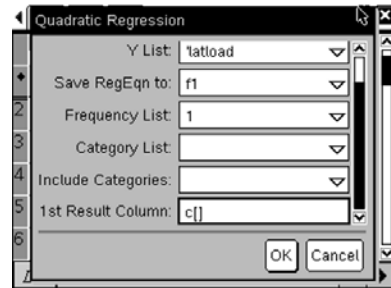 Quadratic Regression
Y List: 'latload
Save RegEqn to: f1
2 Frequency List: 1
3 Category List:
4 Include Categories:
5 1st Result Column: c[]
6
OK Cancel